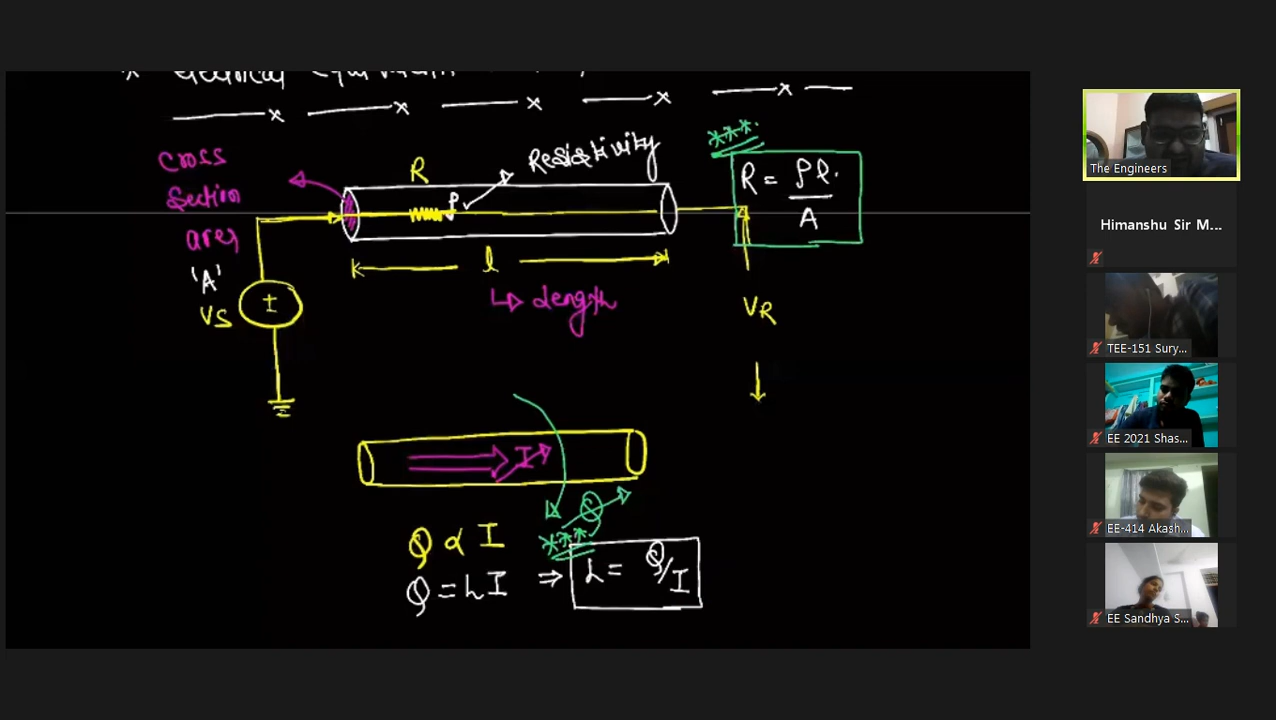 Cross
Section
area
'A'
R
ρ
Resistivity
***
R = ρl
A
l
↳ Length
VS
I
VR
I
φ
***
φ α I
φ = LI ⇒ L = φ/I
The Engineers
Himanshu Sir M...
TEE-151 Sury...
EE 2021 Shas...
EE-414 Akash...
EE Sandhya S...